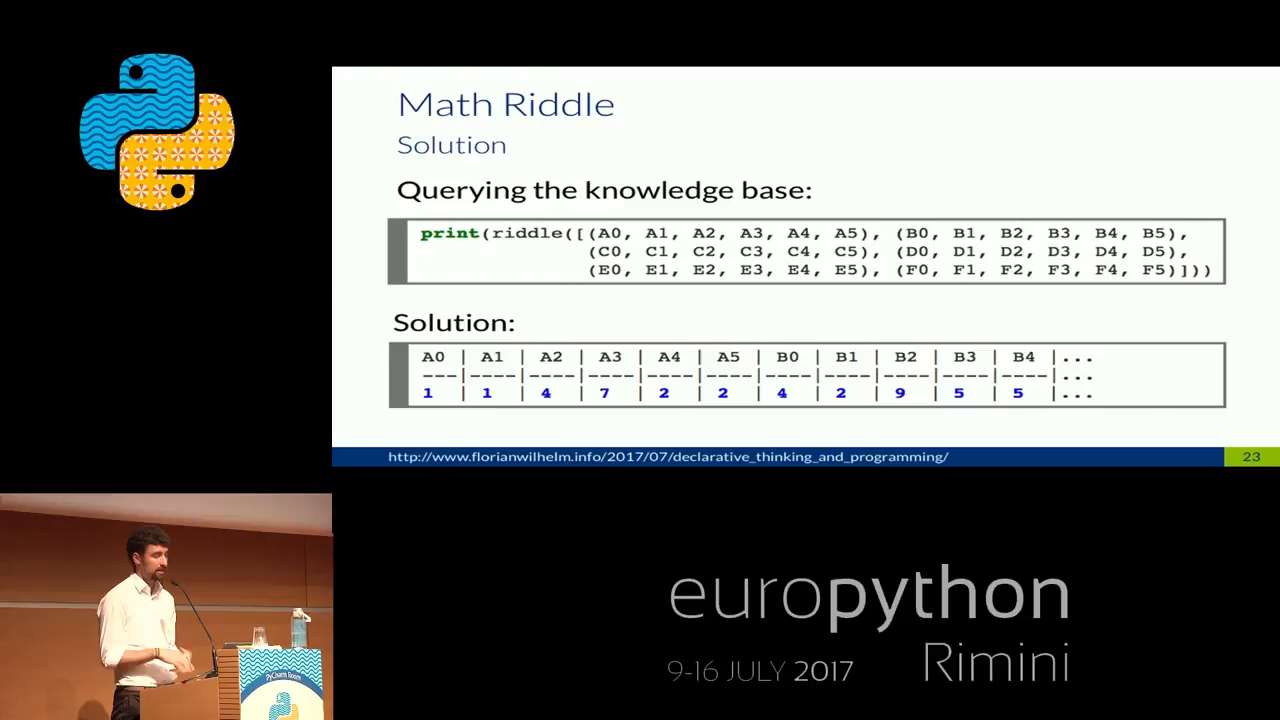 Math Riddle
Solution
Querying the knowledge base:
print(riddle([(A0, A1, A2, A3, A4, A5), (B0, B1, B2, B3, B4, B5),
(C0, C1, C2, C3, C4, C5), (D0, D1, D2, D3, D4, D5),
(E0, E1, E2, E3, E4, E5), (F0, F1, F2, F3, F4, F5)]))
Solution:
A0 | A1 | A2 | A3 | A4 | A5 | B0 | B1 | B2 | B3 | B4 |...
---|----|----|----|----|----|----|----|----|----|----|...
1 | 1 | 4 | 7 | 2 | 2 | 4 | 2 | 9 | 5 | 5 |...
http://www.florianwilhelm.info/2017/07/declarative_thinking_and_programming/ 23
PyCharm Room
europython
9-16 JULY 2017 Rimini